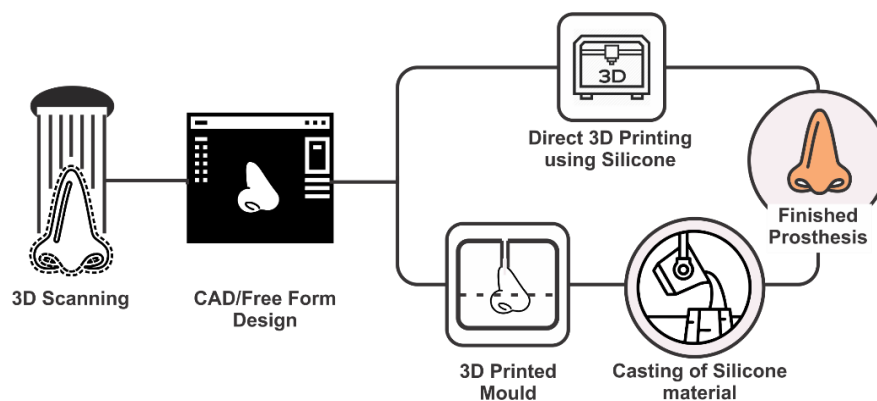 3D Scanning
CAD/Free Form
Design
3D
Direct 3D Printing
using Silicone
3D Printed
Mould
Casting of Silicone
material
Finished
Prosthesis